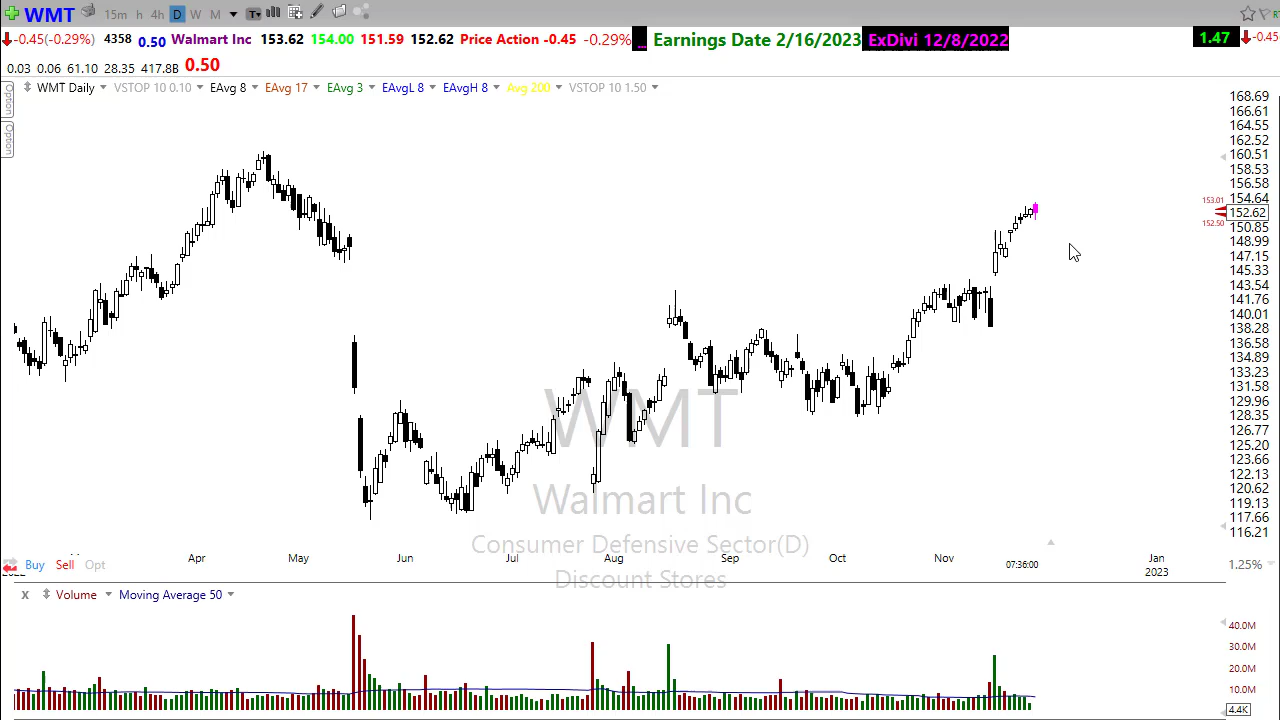 WMT 15m h 4h D W M T
-0.45(-0.29%) 4358 0.50 Walmart Inc 153.62 154.00 151.59 152.62 Price Action -0.45 -0.29% ... Earnings Date 2/16/2023 ExDivi 12/8/2022 1.47 -0.45
0.03 0.06 61.10 28.35 417.8B 0.50
WMT Daily VSTOP 10 0.10 EAvg 8 EAvg 17 EAvg 3 EAvgL 8 EAvgH 8 Avg 200 VSTOP 10 1.50
Option
Option
168.69
166.61
164.55
162.52
160.51
158.53
156.58
154.64
153.01
152.62
152.50
150.85
148.99
147.15
145.33
143.54
141.76
140.01
138.28
136.58
134.89
133.23
131.58
129.96
128.35
126.77
125.20
123.66
122.13
120.62
119.13
117.66
116.21
WMT
Walmart Inc
Consumer Defensive Sector(D)
Discount Stores
Apr May Jun Jul Aug Sep Oct Nov 07:36:00 Jan
2023
Buy Sell Opt 1.25%
X Volume Moving Average 50
40.0M
30.0M
20.0M
10.0M
4.4K